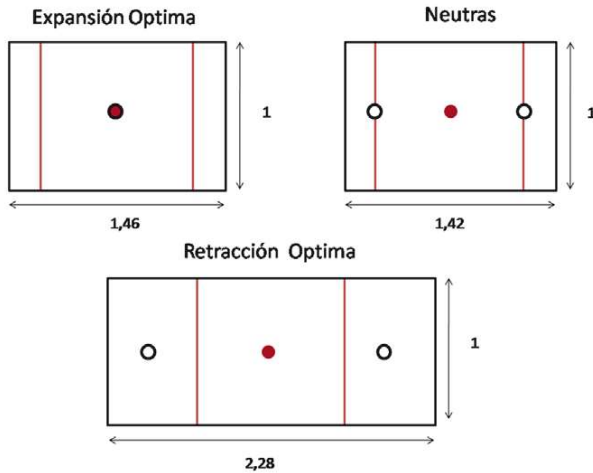 Expansión Optima
1
1,46
Neutras
1
1,42
Retracción Optima
1
2,28